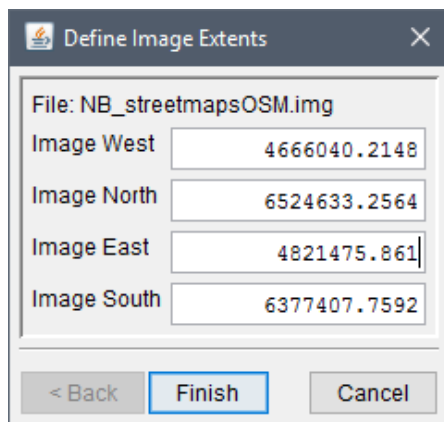 Define Image Extents
File: NB_streetmapsOSM.img
Image West 4666040.2148
Image North 6524633.2564
Image East 4821475.861
Image South 6377407.7592
< Back Finish Cancel